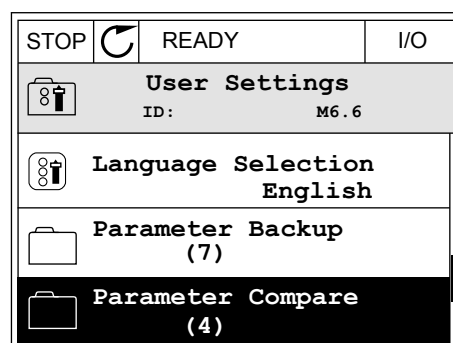 STOP READY I/O
User Settings
ID: M6.6
Language Selection
English
Parameter Backup
(7)
Parameter Compare
(4)